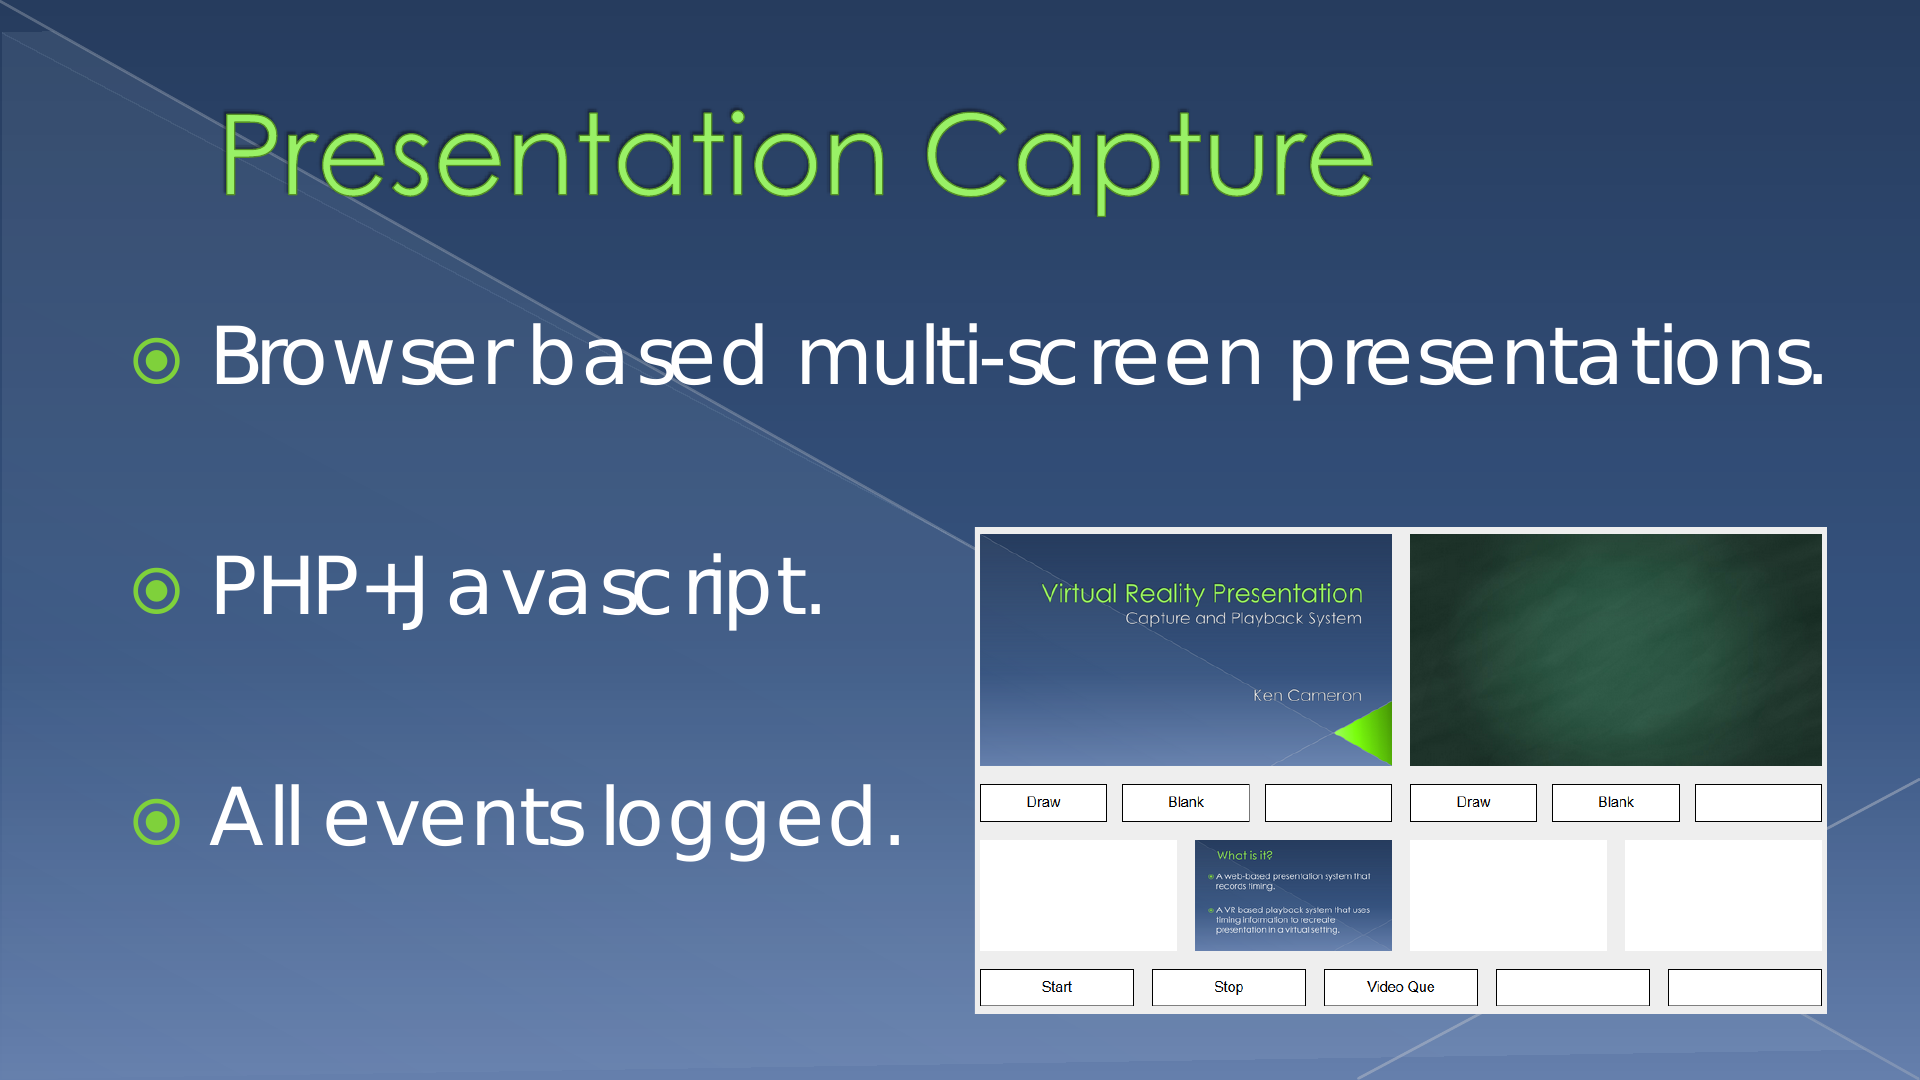 Presentation Capture
Browser based multi-screen presentations.
PHP+Javascript.
All events logged.
Virtual Reality Presentation
Capture and Playback System
Ken Cameron
Draw
Blank
Draw
Blank
What is it?
A web-based presentation system that
records timing.
A VR based playback system that uses
timing information to recreate
presentation in a virtual setting.
Start
Stop
Video Que